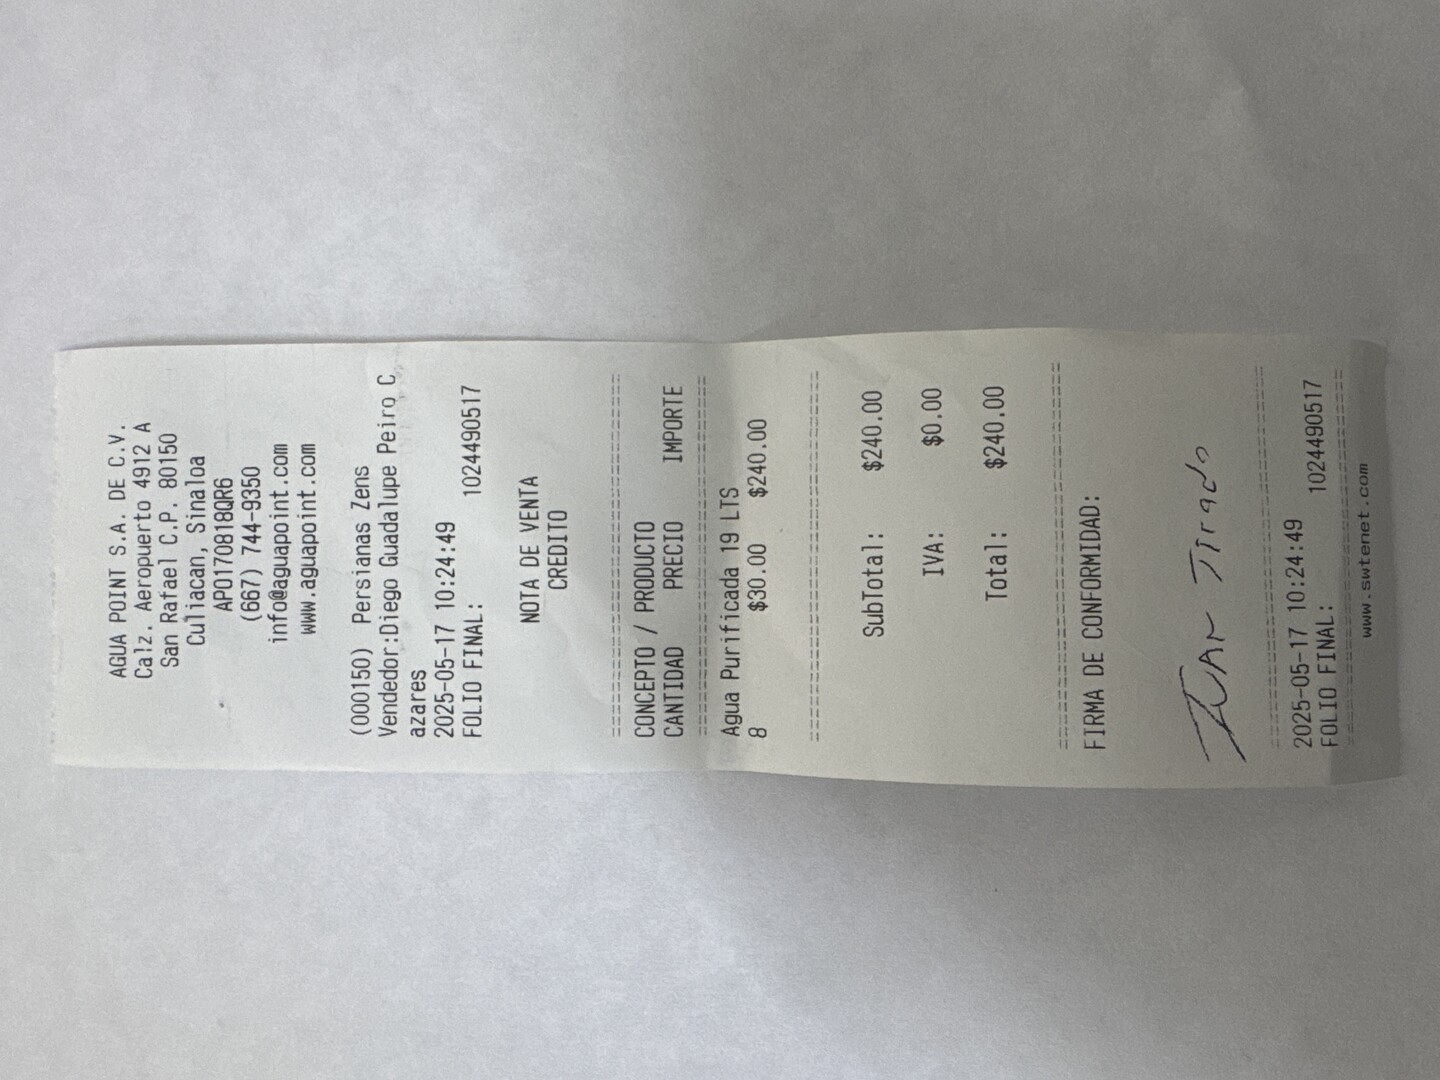 AGUA POINT S.A. DE C.V.
Calz. Aeropuerto 4912 A
San Rafael C.P. 80150
Culiacan, Sinaloa
APO170818QR6
(667) 744-9350
info@aguapoint.com
www.aguapoint.com
(000150) Persianas Zens
Vendedor:Diego Guadalupe Peiro C
azares
2025-05-17 10:24:49
FOLIO FINAL: 1024490517
NOTA DE VENTA
CREDITO
CONCEPTO / PRODUCTO
CANTIDAD PRECIO IMPORTE
Agua Purificada 19 LTS
8 $30.00 $240.00
SubTotal: $240.00
IVA: $0.00
Total: $240.00
FIRMA DE CONFORMIDAD:
Tirado
2025-05-17 10:24:49
FOLIO FINAL: 1024490517
www.swtenet.com